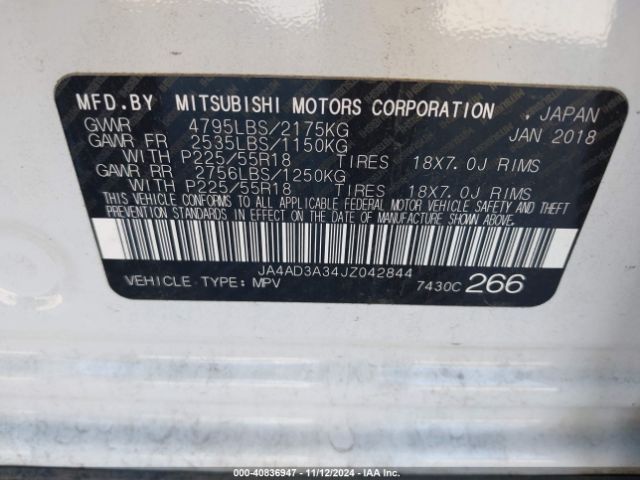 MFD.BY MITSUBISHI MOTORS CORPORATION , JAPAN
GVWR 4795LBS/2175KG JAN 2018
GAWR FR 2535LBS/1150KG
WITH P225/55R18 TIRES 18X7.0J RIMS
GAWR RR 2756LBS/1250KG
WITH P225/55R18 TIRES 18X7.0J RIMS
THIS VEHICLE CONFORMS TO ALL APPLICABLE FEDERAL MOTOR VEHICLE SAFETY AND THEFT
PREVENTION STANDARDS IN EFFECT ON THE DATE OF MANUFACTURE SHOWN ABOVE.
JA4AD3A34JZ042844
VEHICLE TYPE: MPV 7430C 266
000-40836947 - 11/12/2024 - IAAI.COM